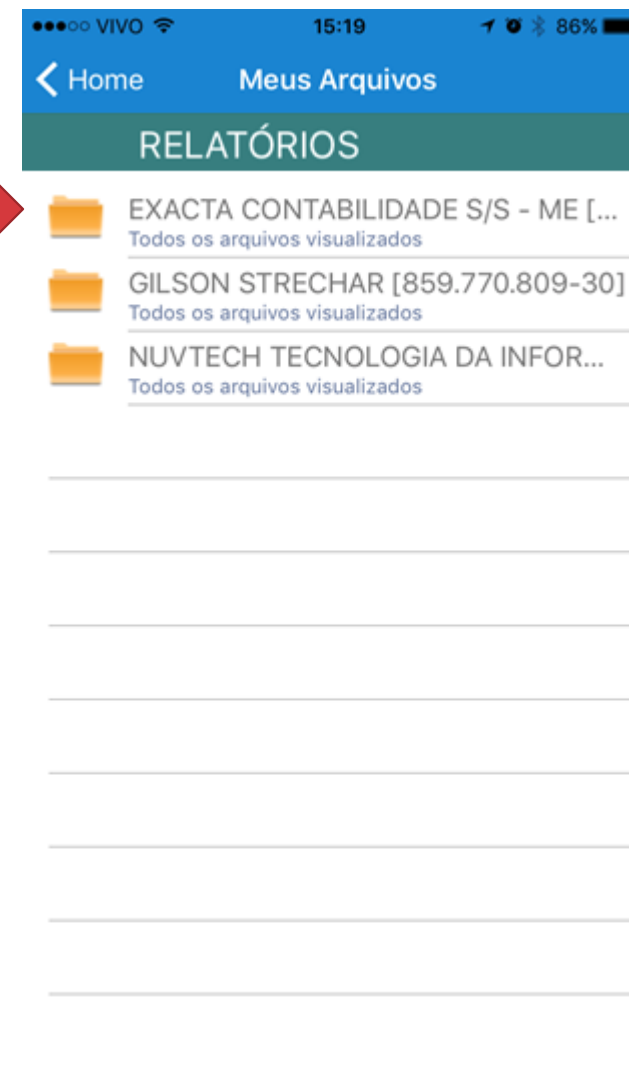 VIVO 15:19 86%
Home Meus Arquivos
RELATÓRIOS
EXACTA CONTABILIDADE S/S - ME [...
Todos os arquivos visualizados
GILSON STRECHAR [859.770.809-30]
Todos os arquivos visualizados
NUVTECH TECNOLOGIA DA INFOR...
Todos os arquivos visualizados